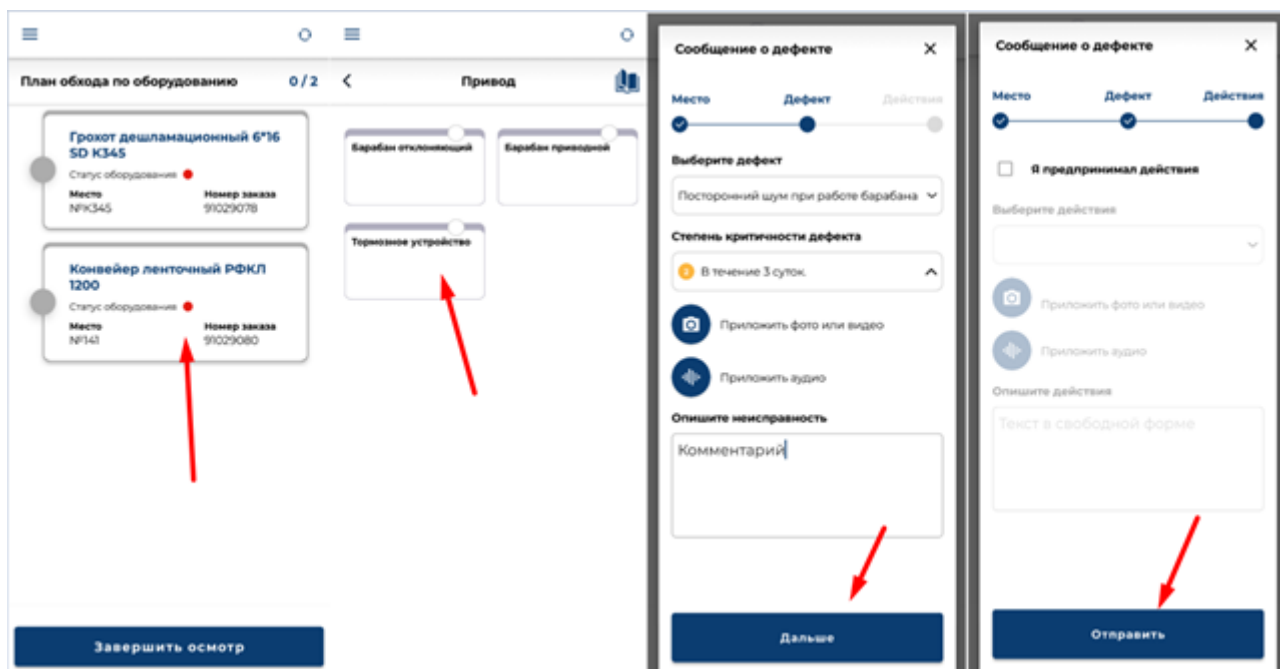 План обхода по оборудованию 0 / 2
Грохот дешламационный 6*16
SD K345
Статус оборудования
Место Номер заказа
№K345 91029078
Конвейер ленточный РФКЛ
1200
Статус оборудования
Место Номер заказа
№141 91029080
Завершить осмотр
Привод
Барабан отклоняющий Барабан приводной
Тормозное устройство
Сообщение о дефекте
Место Дефект Действия
Выберите дефект
Посторонний шум при работе барабана
Степень критичности дефекта
В течение 3 суток.
Приложить фото или видео
Приложить аудио
Опишите неисправность
Комментарий
Дальше
Сообщение о дефекте
Место Дефект Действия
Я предпринимал действия
Выберите действия
Приложить фото или видео
Приложить аудио
Опишите действия
Текст в свободной форме
Отправить